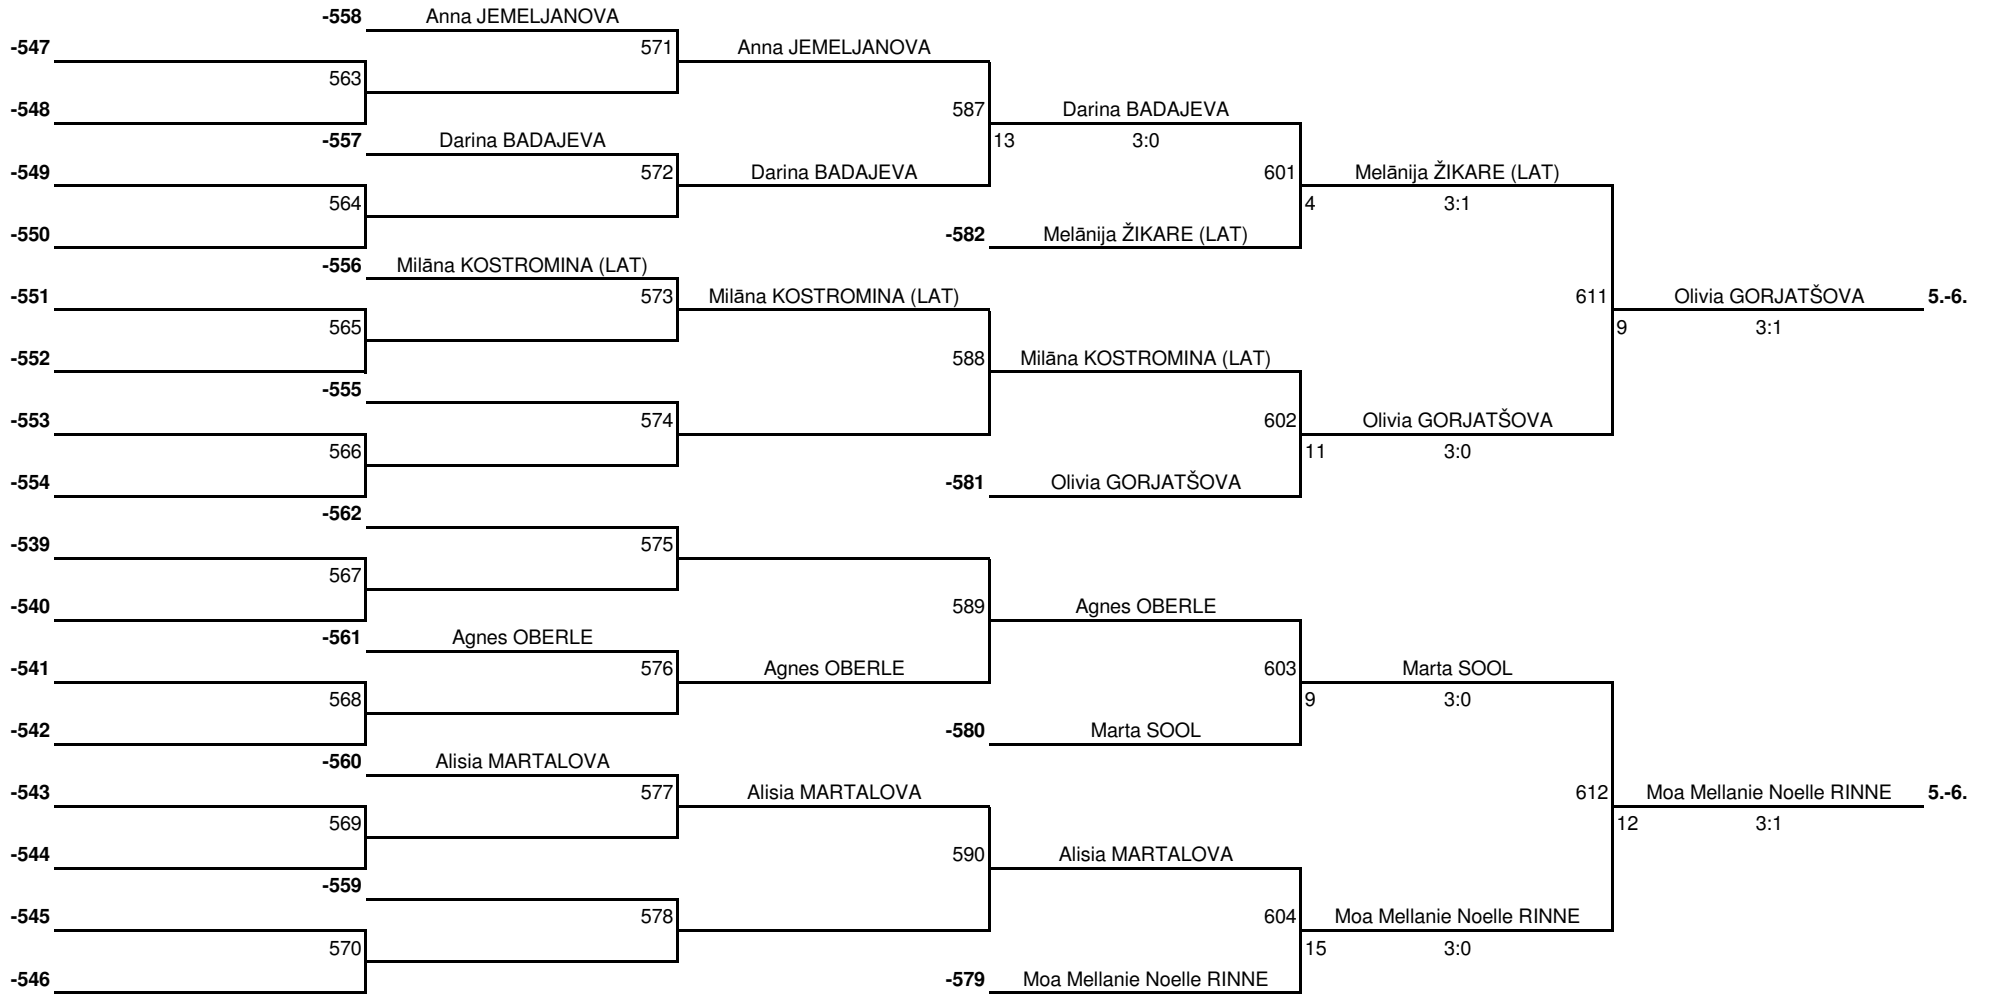 -558 Anna JEMELJANOVA
-547 571 Anna JEMELJANOVA
563
-548 587 Darina BADAJEVA
-557 Darina BADAJEVA 13 3:0
-549 572 Darina BADAJEVA 601 Melānija ŽIKARE (LAT)
564 4 3:1
-550 -582 Melānija ŽIKARE (LAT)
-556 Milāna KOSTROMINA (LAT)
-551 573 Milāna KOSTROMINA (LAT) 611 Olivia GORJATŠOVA 5.-6.
565 9 3:1
-552 588 Milāna KOSTROMINA (LAT)
-555
-553 574 602 Olivia GORJATŠOVA
566 11 3:0
-554 -581 Olivia GORJATŠOVA
-562
-539 575
567
-540 589 Agnes OBERLE
-561 Agnes OBERLE
-541 576 Agnes OBERLE 603 Marta SOOL
568 9 3:0
-542 -580 Marta SOOL
-560 Alisia MARTALOVA
-543 577 Alisia MARTALOVA 612 Moa Mellanie Noelle RINNE 5.-6.
569 12 3:1
-544 590 Alisia MARTALOVA
-559
-545 578 604 Moa Mellanie Noelle RINNE
570 15 3:0
-546 -579 Moa Mellanie Noelle RINNE